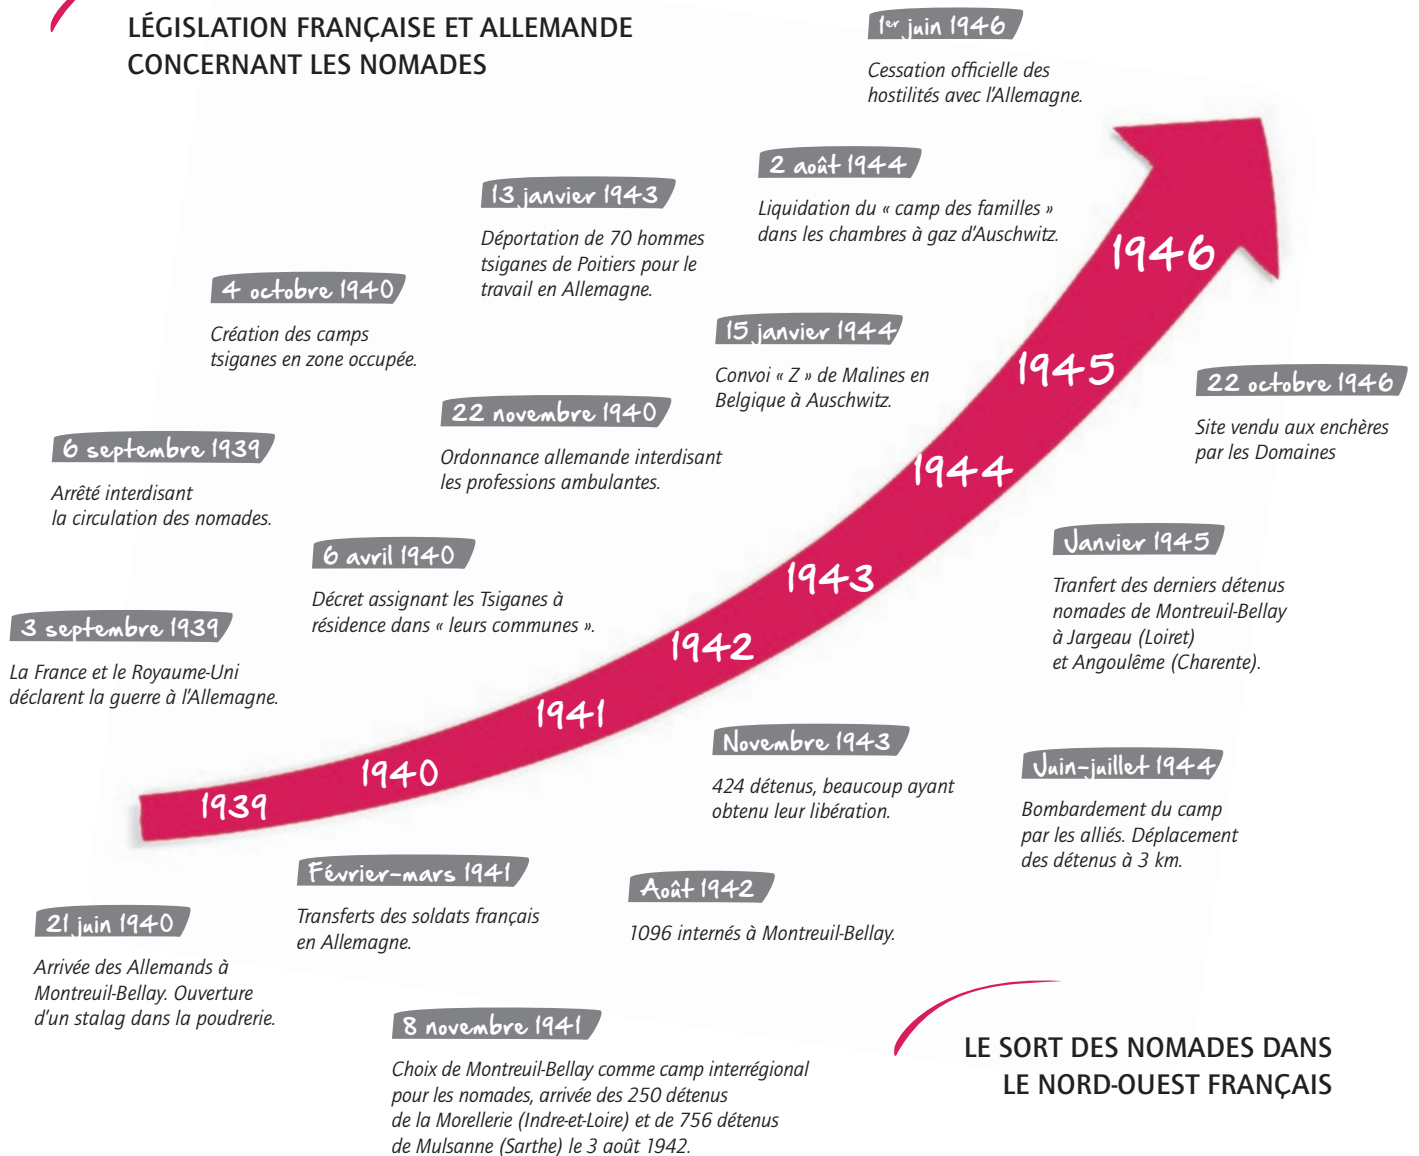 LÉGISLATION FRANÇAISE ET ALLEMANDE
CONCERNANT LES NOMADES
1er juin 1946
Cessation officielle des
hostilités avec l'Allemagne.
2 août 1944
Liquidation du « camp des familles »
dans les chambres à gaz d'Auschwitz.
13 janvier 1943
Déportation de 70 hommes
tsiganes de Poitiers pour le
travail en Allemagne.
4 octobre 1940
Création des camps
tsiganes en zone occupée.
15 janvier 1944
Convoi « Z » de Malines en
Belgique à Auschwitz.
22 novembre 1940
Ordonnance allemande interdisant
les professions ambulantes.
6 septembre 1939
Arrêté interdisant
la circulation des nomades.
6 avril 1940
Décret assignant les Tsiganes à
résidence dans « leurs communes ».
3 septembre 1939
La France et le Royaume-Uni
déclarent la guerre à l'Allemagne.
1939
1940
1941
1942
1943
1944
1945
1946
22 octobre 1946
Site vendu aux enchères
par les Domaines
Janvier 1945
Tranfert des derniers détenus
nomades de Montreuil-Bellay
à Jargeau (Loiret)
et Angoulême (Charente).
Novembre 1943
424 détenus, beaucoup ayant
obtenu leur libération.
Juin-juillet 1944
Bombardement du camp
par les alliés. Déplacement
des détenus à 3 km.
Février-mars 1941
Transferts des soldats français
en Allemagne.
Août 1942
1096 internés à Montreuil-Bellay.
21 juin 1940
Arrivée des Allemands à
Montreuil-Bellay. Ouverture
d'un stalag dans la poudrerie.
8 novembre 1941
Choix de Montreuil-Bellay comme camp interrégional
pour les nomades, arrivée des 250 détenus
de la Morellerie (Indre-et-Loire) et de 756 détenus
de Mulsanne (Sarthe) le 3 août 1942.
LE SORT DES NOMADES DANS
LE NORD-OUEST FRANÇAIS